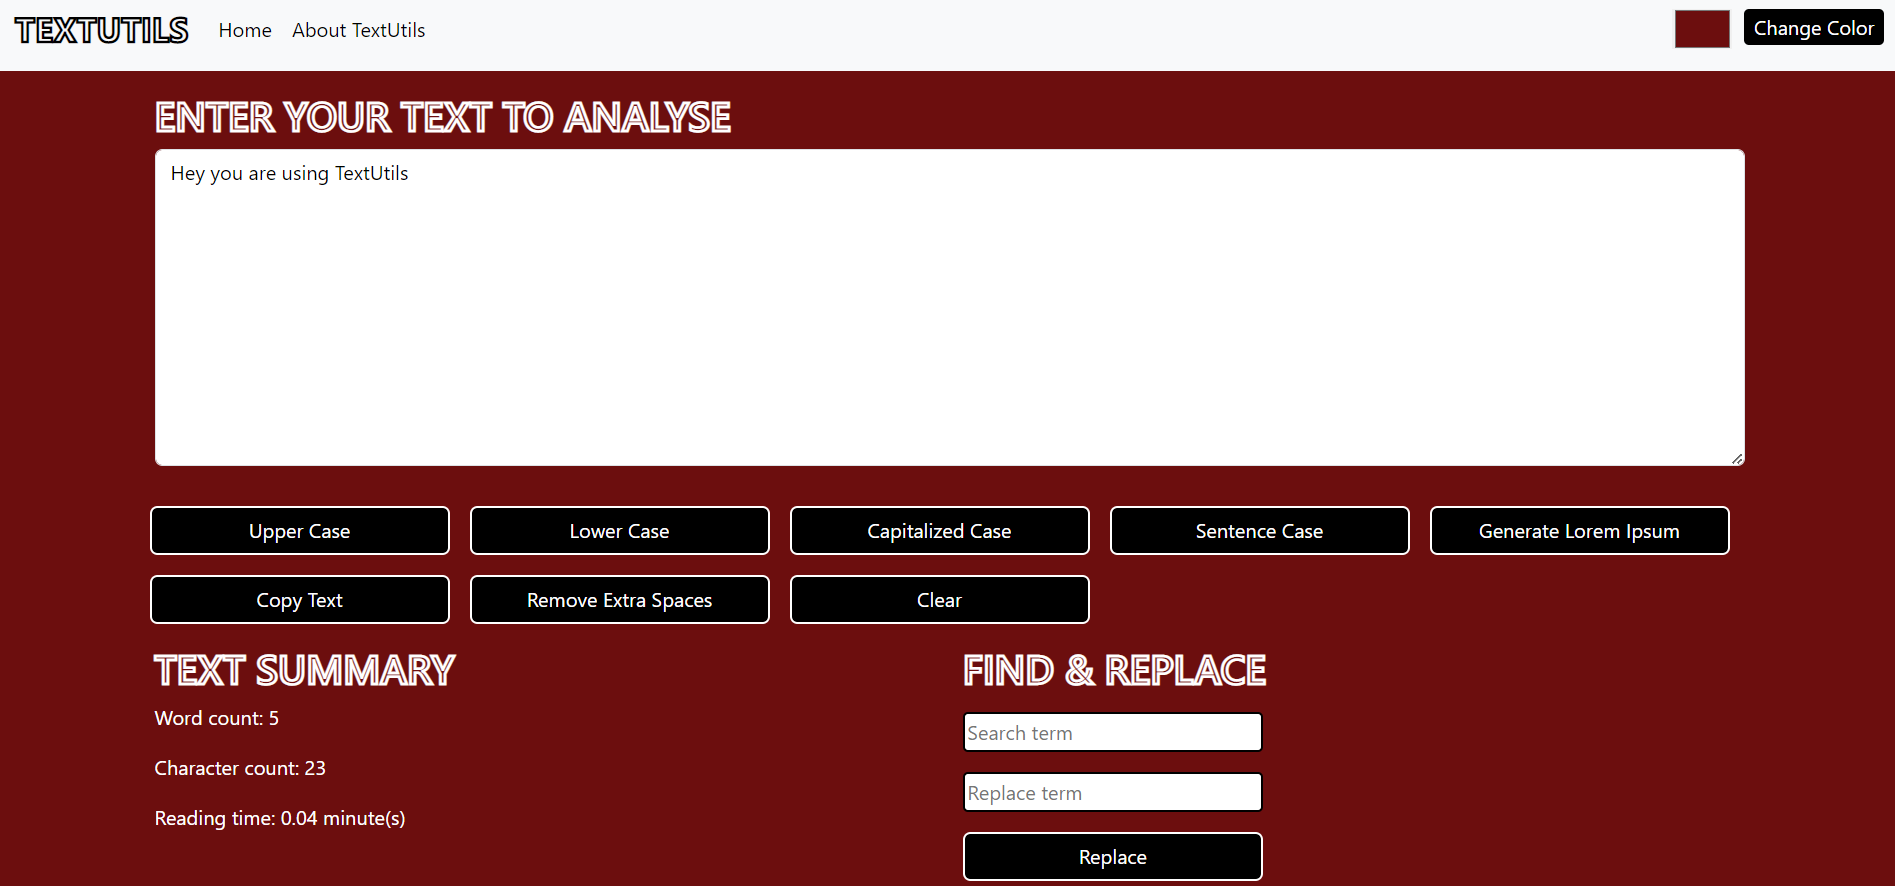 TEXTUTILS Home About TextUtils Change Color
ENTER YOUR TEXT TO ANALYSE
Hey you are using TextUtils
Upper Case Lower Case Capitalized Case Sentence Case Generate Lorem Ipsum
Copy Text Remove Extra Spaces Clear
TEXT SUMMARY
Word count: 5
Character count: 23
Reading time: 0.04 minute(s)
FIND & REPLACE
Search term
Replace term
Replace